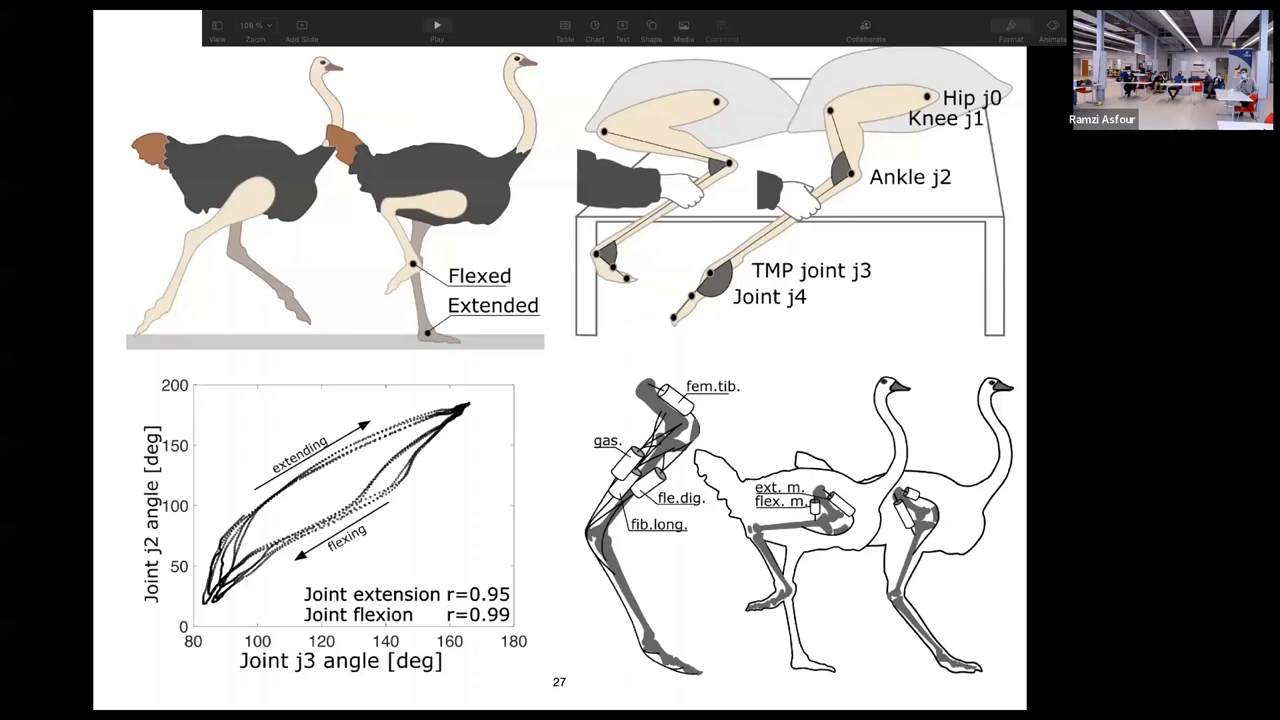 View
108 %
Zoom
Add Slide
Play
Table
Chart
Text
Shape
Media
Comment
Collaborate
Format
Animate
Ramzi Asfour
Flexed
Extended
Hip j0
Knee j1
Ankle j2
TMP joint j3
Joint j4
200
150
100
50
0
Joint j2 angle [deg]
extending
flexing
Joint extension r=0.95
Joint flexion r=0.99
80 100 120 140 160 180
Joint j3 angle [deg]
fem.tib.
gas.
fle.dig.
fib.long.
ext. m.
flex. m.
27